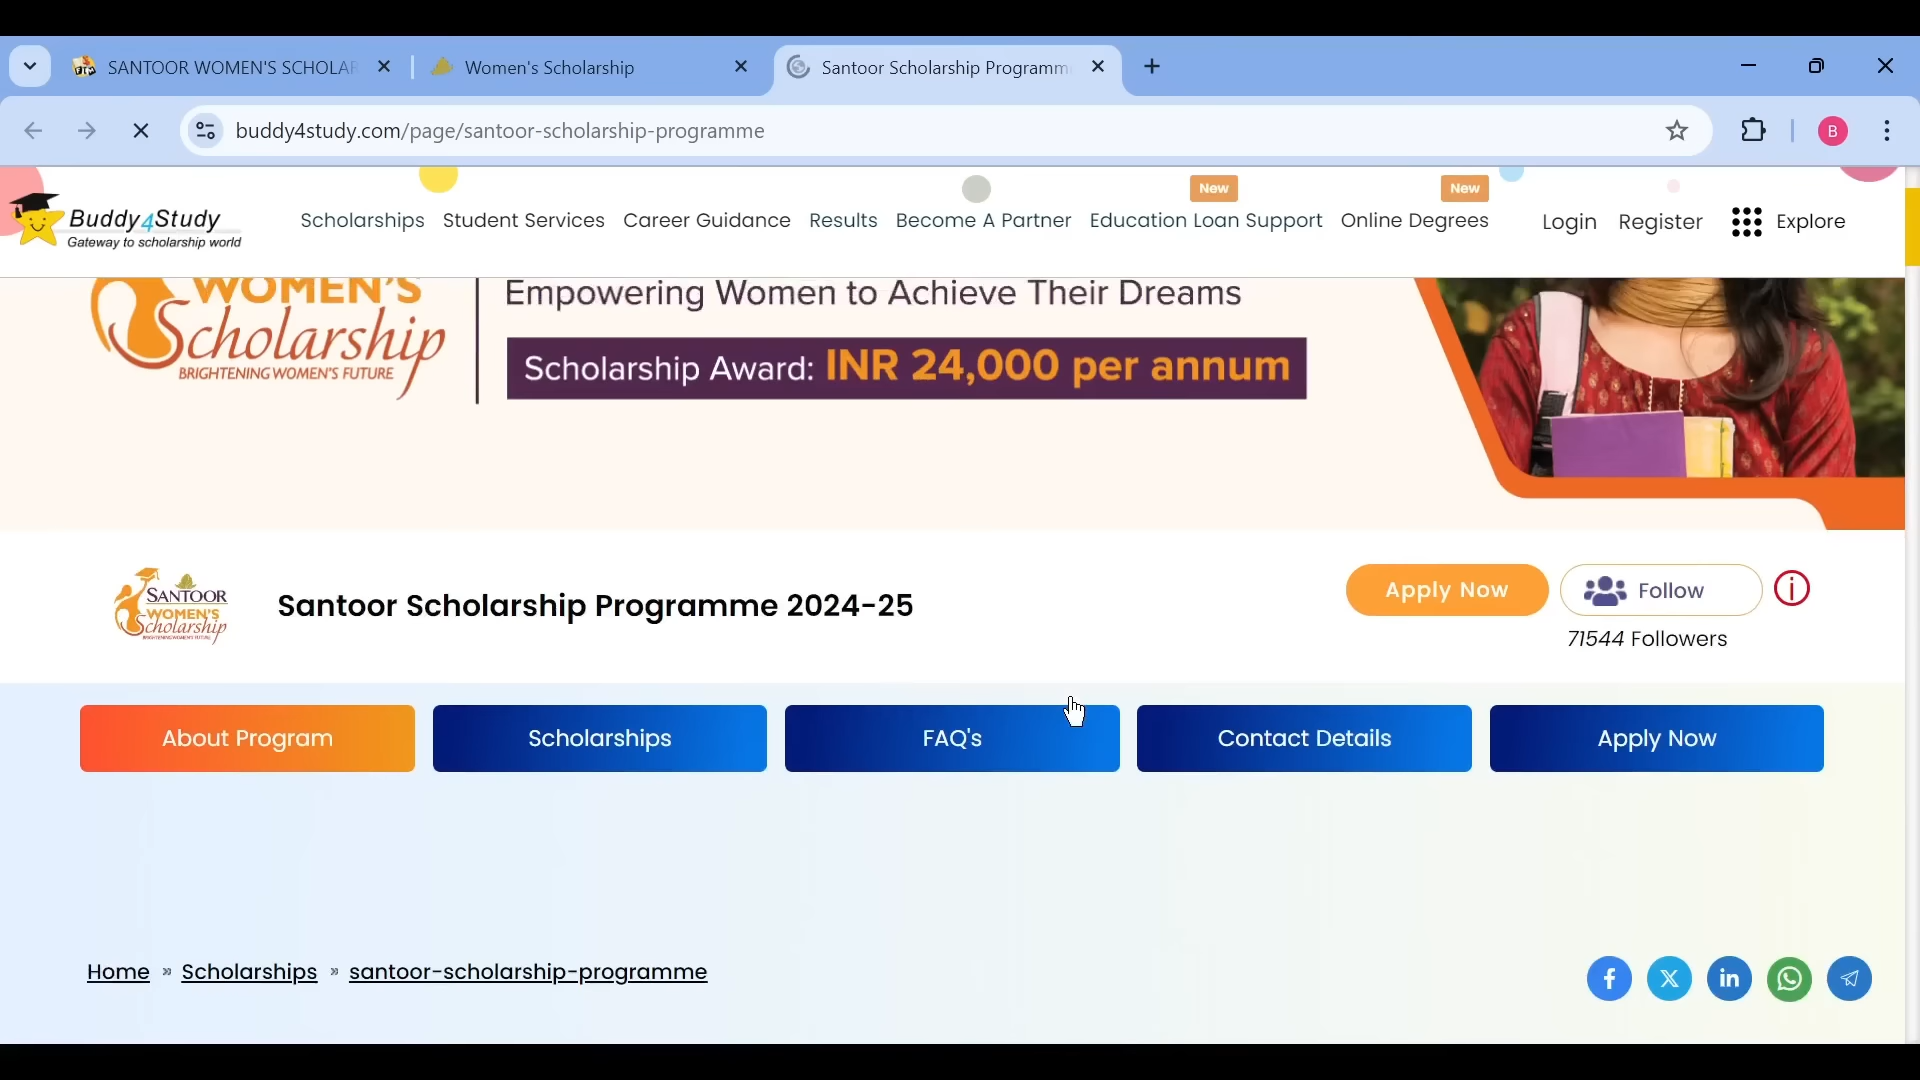 SANTOOR WOMEN'S SCHOLAR
Women's Scholarship
Santoor Scholarship Programm
buddy4study.com/page/santoor-scholarship-programme
B
Buddy4Study
Gateway to scholarship world
Scholarships
Student Services
Career Guidance
Results
Become A Partner
New
Education Loan Support
New
Online Degrees
Login
Register
Explore
WOMEN'S
Scholarship
BRIGHTENING WOMEN'S FUTURE
Empowering Women to Achieve Their Dreams
Scholarship Award: INR 24,000 per annum
SANTOOR
WOMEN'S
Scholarship
BRIGHTENING WOMEN'S FUTURE
Santoor Scholarship Programme 2024-25
Apply Now
Follow
71544 Followers
About Program
Scholarships
FAQ's
Contact Details
Apply Now
Home » Scholarships » santoor-scholarship-programme